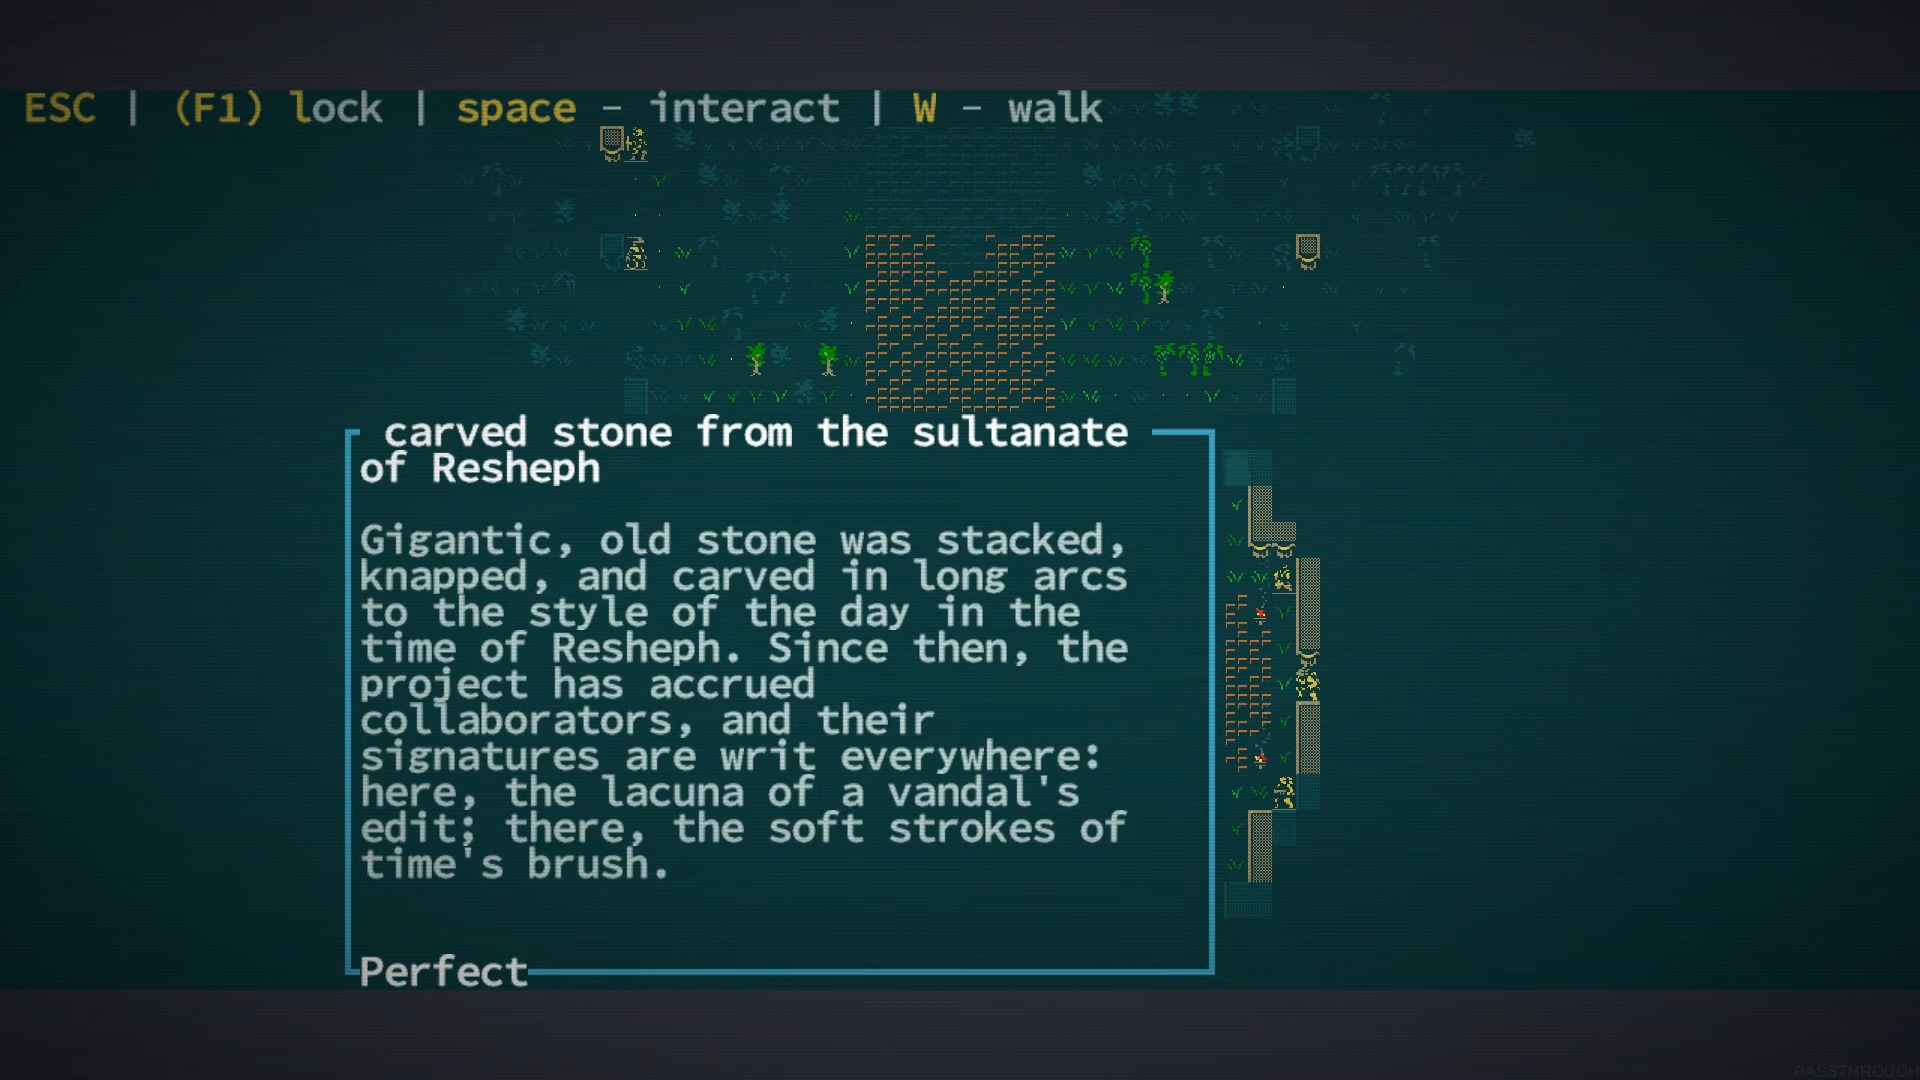 ESC | (F1) lock | space - interact | W - walk
carved stone from the sultanate
of Resheph
Gigantic, old stone was stacked,
knapped, and carved in long arcs
to the style of the day in the
time of Resheph. Since then, the
project has accrued
collaborators, and their
signatures are writ everywhere:
here, the lacuna of a vandal's
edit; there, the soft strokes of
time's brush.
Perfect
PASSTHROUGH